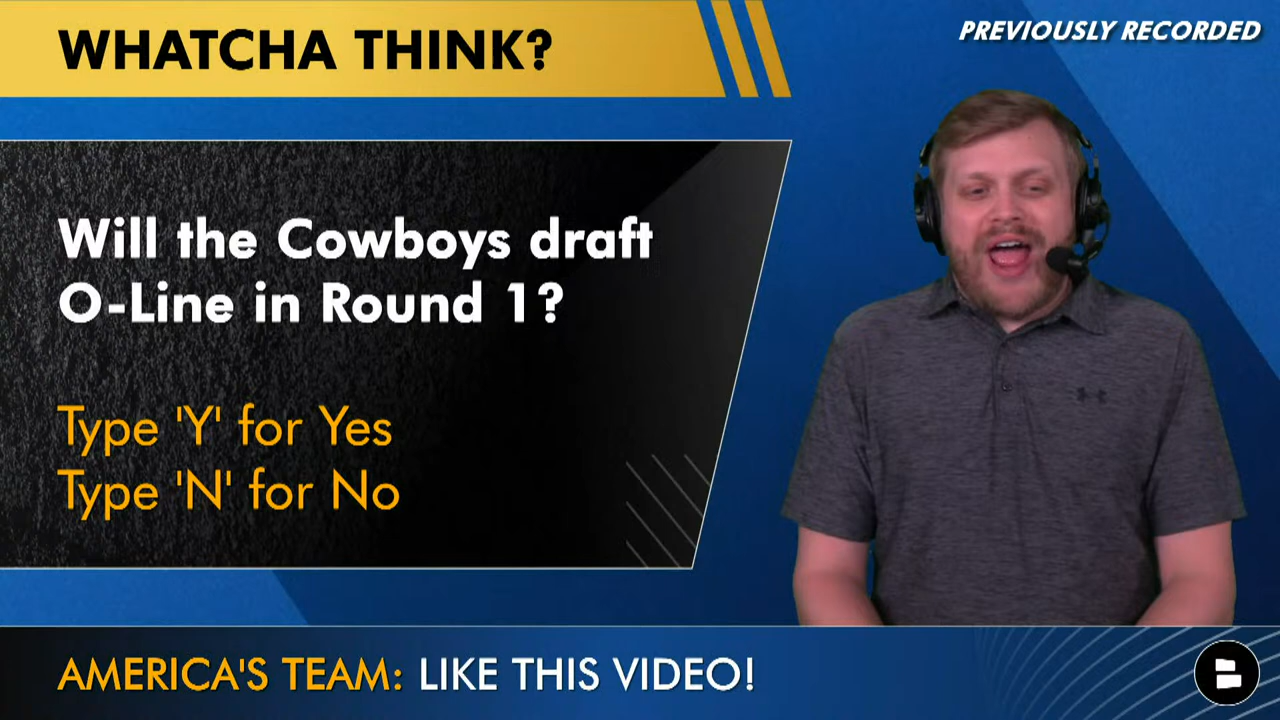 WHATCHA THINK?
PREVIOUSLY RECORDED
Will the Cowboys draft
O-Line in Round 1?
Type 'Y' for Yes
Type 'N' for No
AMERICA'S TEAM: LIKE THIS VIDEO!